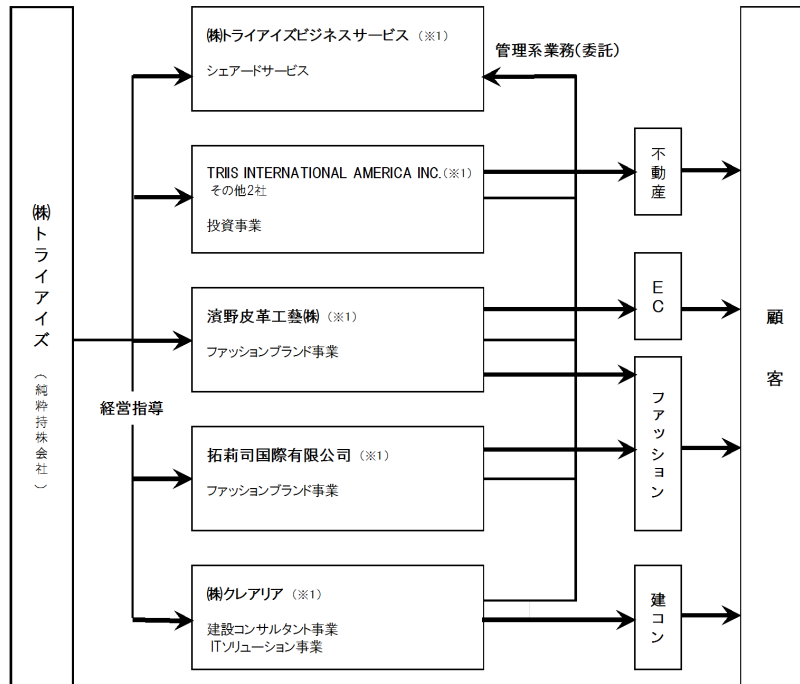 ㈱トライアイズ
(純粋持株会社)
経営指導
㈱トライアイズビジネスサービス (※1)
シェアードサービス
管理系業務(委託)
TRIIS INTERNATIONAL AMERICA INC.(※1)
その他2社
投資事業
濱野皮革工藝㈱ (※1)
ファッションブランド事業
拓莉司国際有限公司 (※1)
ファッションブランド事業
㈱クレアリア (※1)
建設コンサルタント事業
ITソリューション事業
不動産
EC
ファッション
建コン
顧客